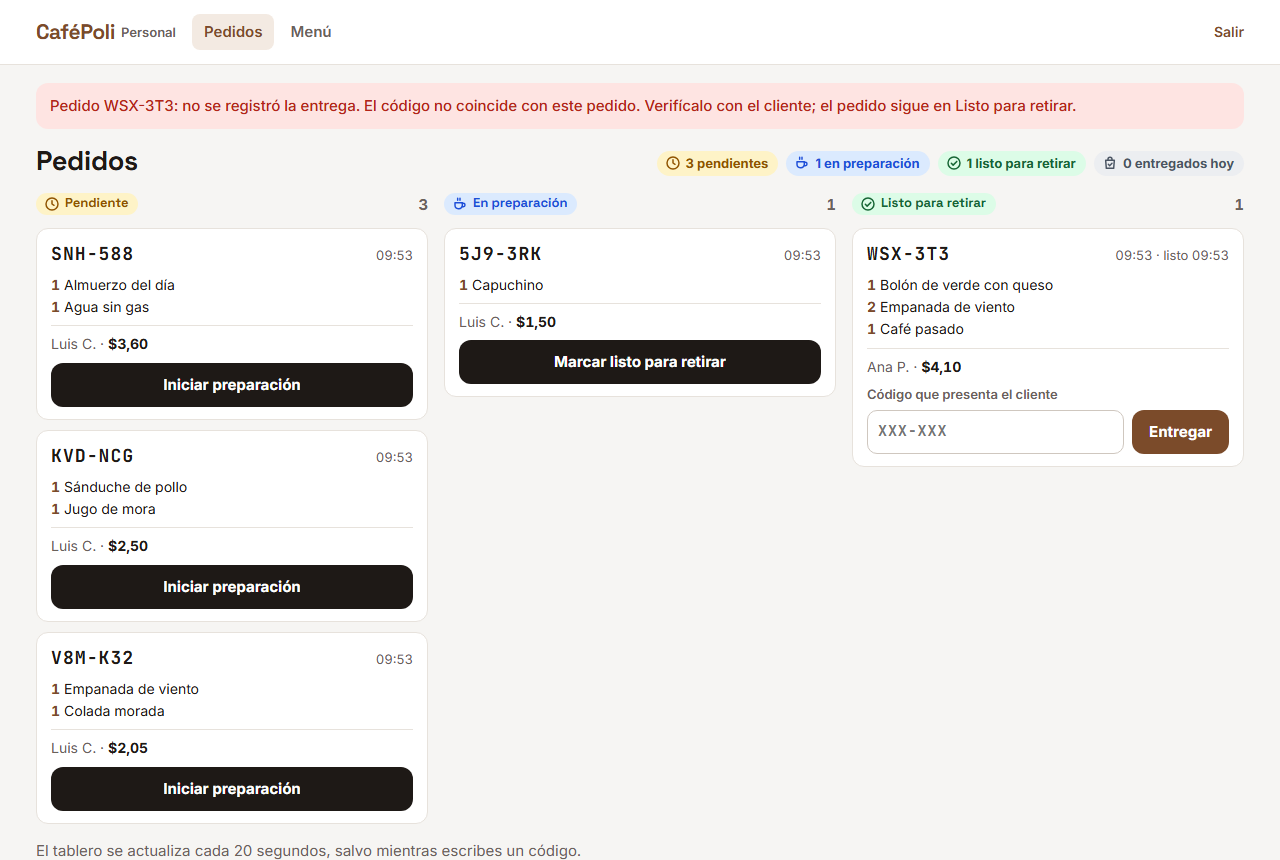 CaféPoli Personal Pedidos Menú Salir
Pedido WSX-3T3: no se registró la entrega. El código no coincide con este pedido. Verifícalo con el cliente; el pedido sigue en Listo para retirar.
Pedidos
3 pendientes 1 en preparación 1 listo para retirar 0 entregados hoy
Pendiente 3
SNH-588 09:53
1 Almuerzo del día
1 Agua sin gas
Luis C. · $3,60
Iniciar preparación
KVD-NCG 09:53
1 Sánduche de pollo
1 Jugo de mora
Luis C. · $2,50
Iniciar preparación
V8M-K32 09:53
1 Empanada de viento
1 Colada morada
Luis C. · $2,05
Iniciar preparación
En preparación 1
5J9-3RK 09:53
1 Capuchino
Luis C. · $1,50
Marcar listo para retirar
Listo para retirar 1
WSX-3T3 09:53 · listo 09:53
1 Bolón de verde con queso
2 Empanada de viento
1 Café pasado
Ana P. · $4,10
Código que presenta el cliente
XXX-XXX Entregar
El tablero se actualiza cada 20 segundos, salvo mientras escribes un código.